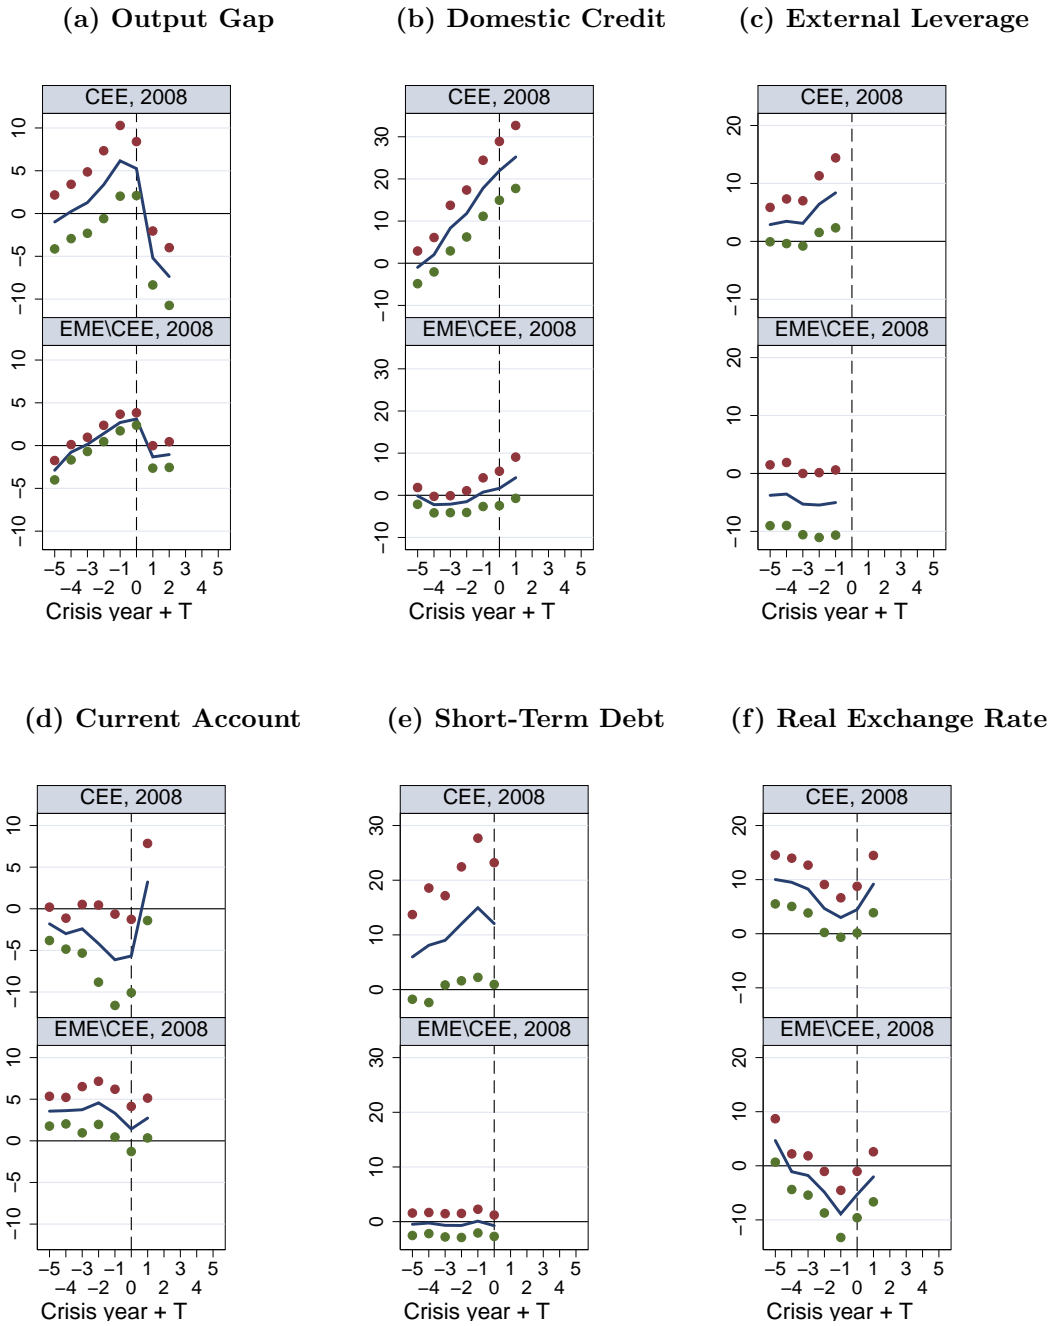 (a) Output Gap
(b) Domestic Credit
(c) External Leverage
CEE, 2008
CEE, 2008
CEE, 2008
10
5
0
−5
−10
30
20
10
0
−10
20
10
0
−10
EME\CEE, 2008
EME\CEE, 2008
EME\CEE, 2008
10
5
0
−5
−10
30
20
10
0
−10
20
10
0
−10
−5 −3 −1 1 3 5
−4 −2 0 2 4
Crisis year + T
−5 −3 −1 1 3 5
−4 −2 0 2 4
Crisis year + T
−5 −3 −1 1 3 5
−4 −2 0 2 4
Crisis year + T
(d) Current Account
(e) Short-Term Debt
(f) Real Exchange Rate
CEE, 2008
CEE, 2008
CEE, 2008
10
5
0
−5
−10
30
20
10
0
20
10
0
−10
EME\CEE, 2008
EME\CEE, 2008
EME\CEE, 2008
10
5
0
−5
−10
30
20
10
0
20
10
0
−10
−5 −3 −1 1 3 5
−4 −2 0 2 4
Crisis year + T
−5 −3 −1 1 3 5
−4 −2 0 2 4
Crisis year + T
−5 −3 −1 1 3 5
−4 −2 0 2 4
Crisis year + T